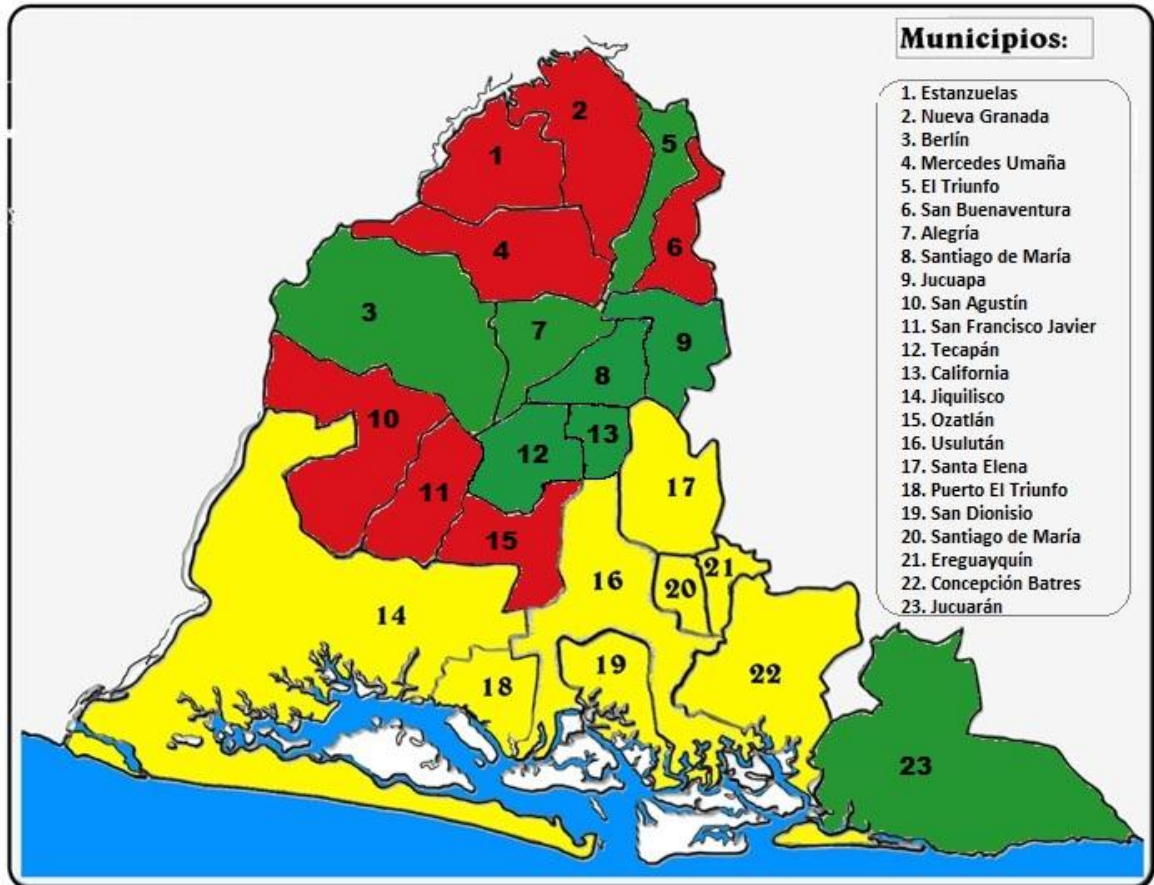 Municipios:
1. Estanzuelas
2. Nueva Granada
3. Berlín
4. Mercedes Umaña
5. El Triunfo
6. San Buenaventura
7. Alegría
8. Santiago de María
9. Jucuapa
10. San Agustín
11. San Francisco Javier
12. Tecapán
13. California
14. Jiquilisco
15. Ozatlán
16. Usulután
17. Santa Elena
18. Puerto El Triunfo
19. San Dionisio
20. Santiago de María
21. Ereguayquín
22. Concepción Batres
23. Jucuarán
2
5
1
6
4
3
7
9
8
10
13
12
11
17
15
16
20
21
14
19
18
22
23